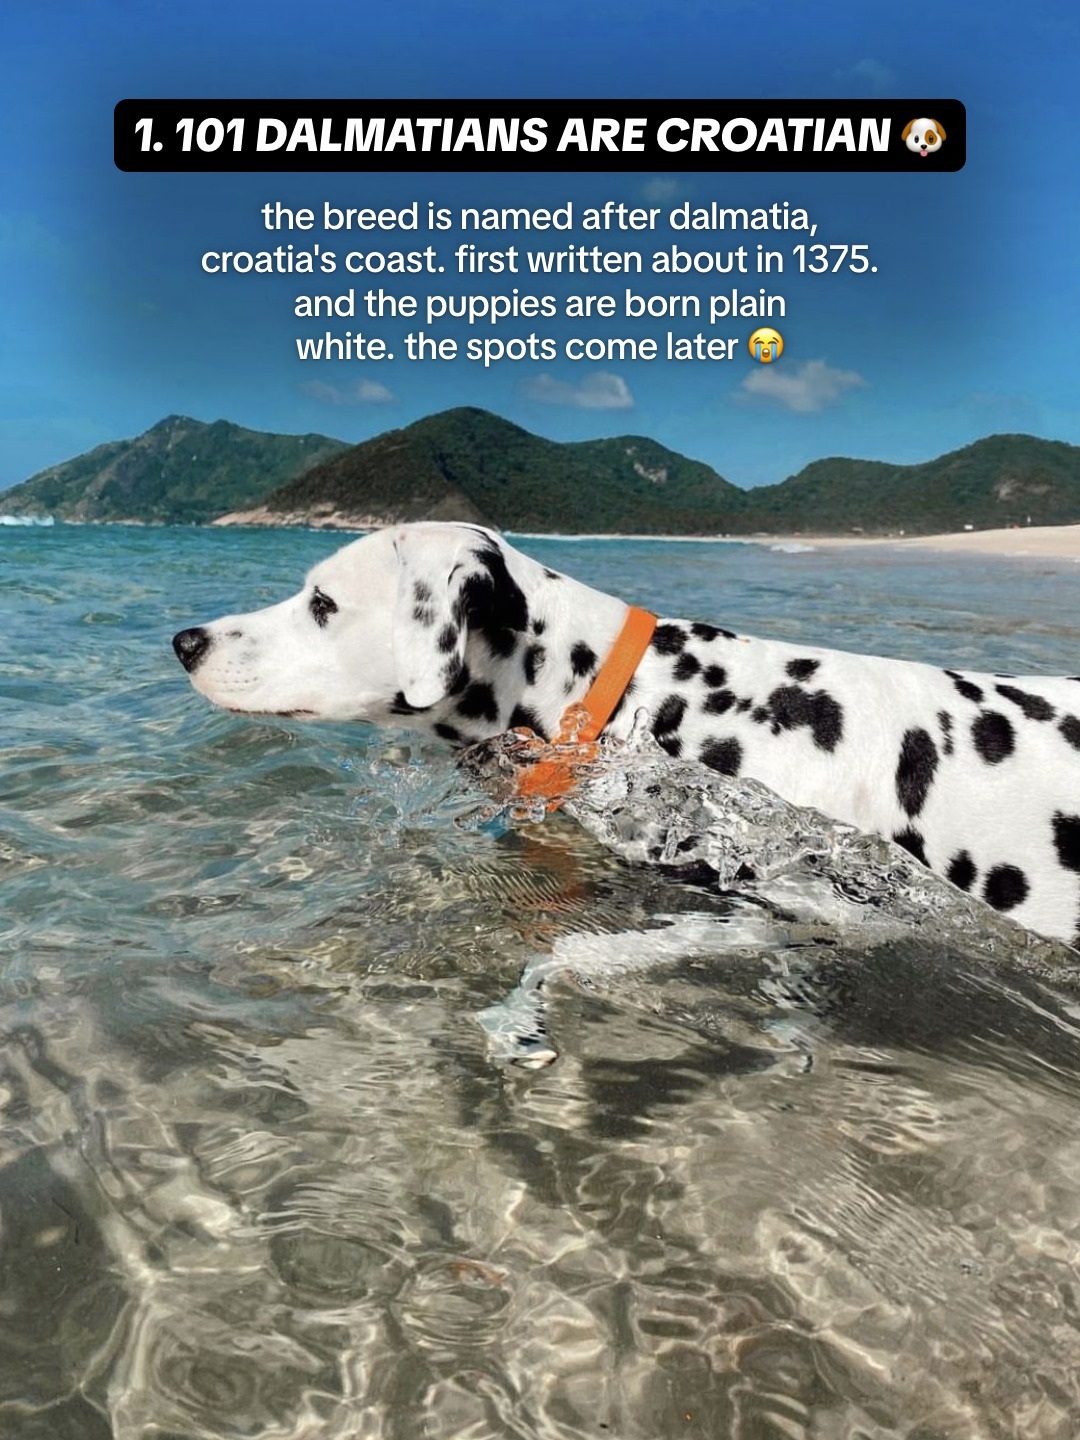 1. 101 DALMATIANS ARE CROATIAN 🐶
the breed is named after dalmatia,
croatia's coast. first written about in 1375.
and the puppies are born plain
white. the spots come later 😭